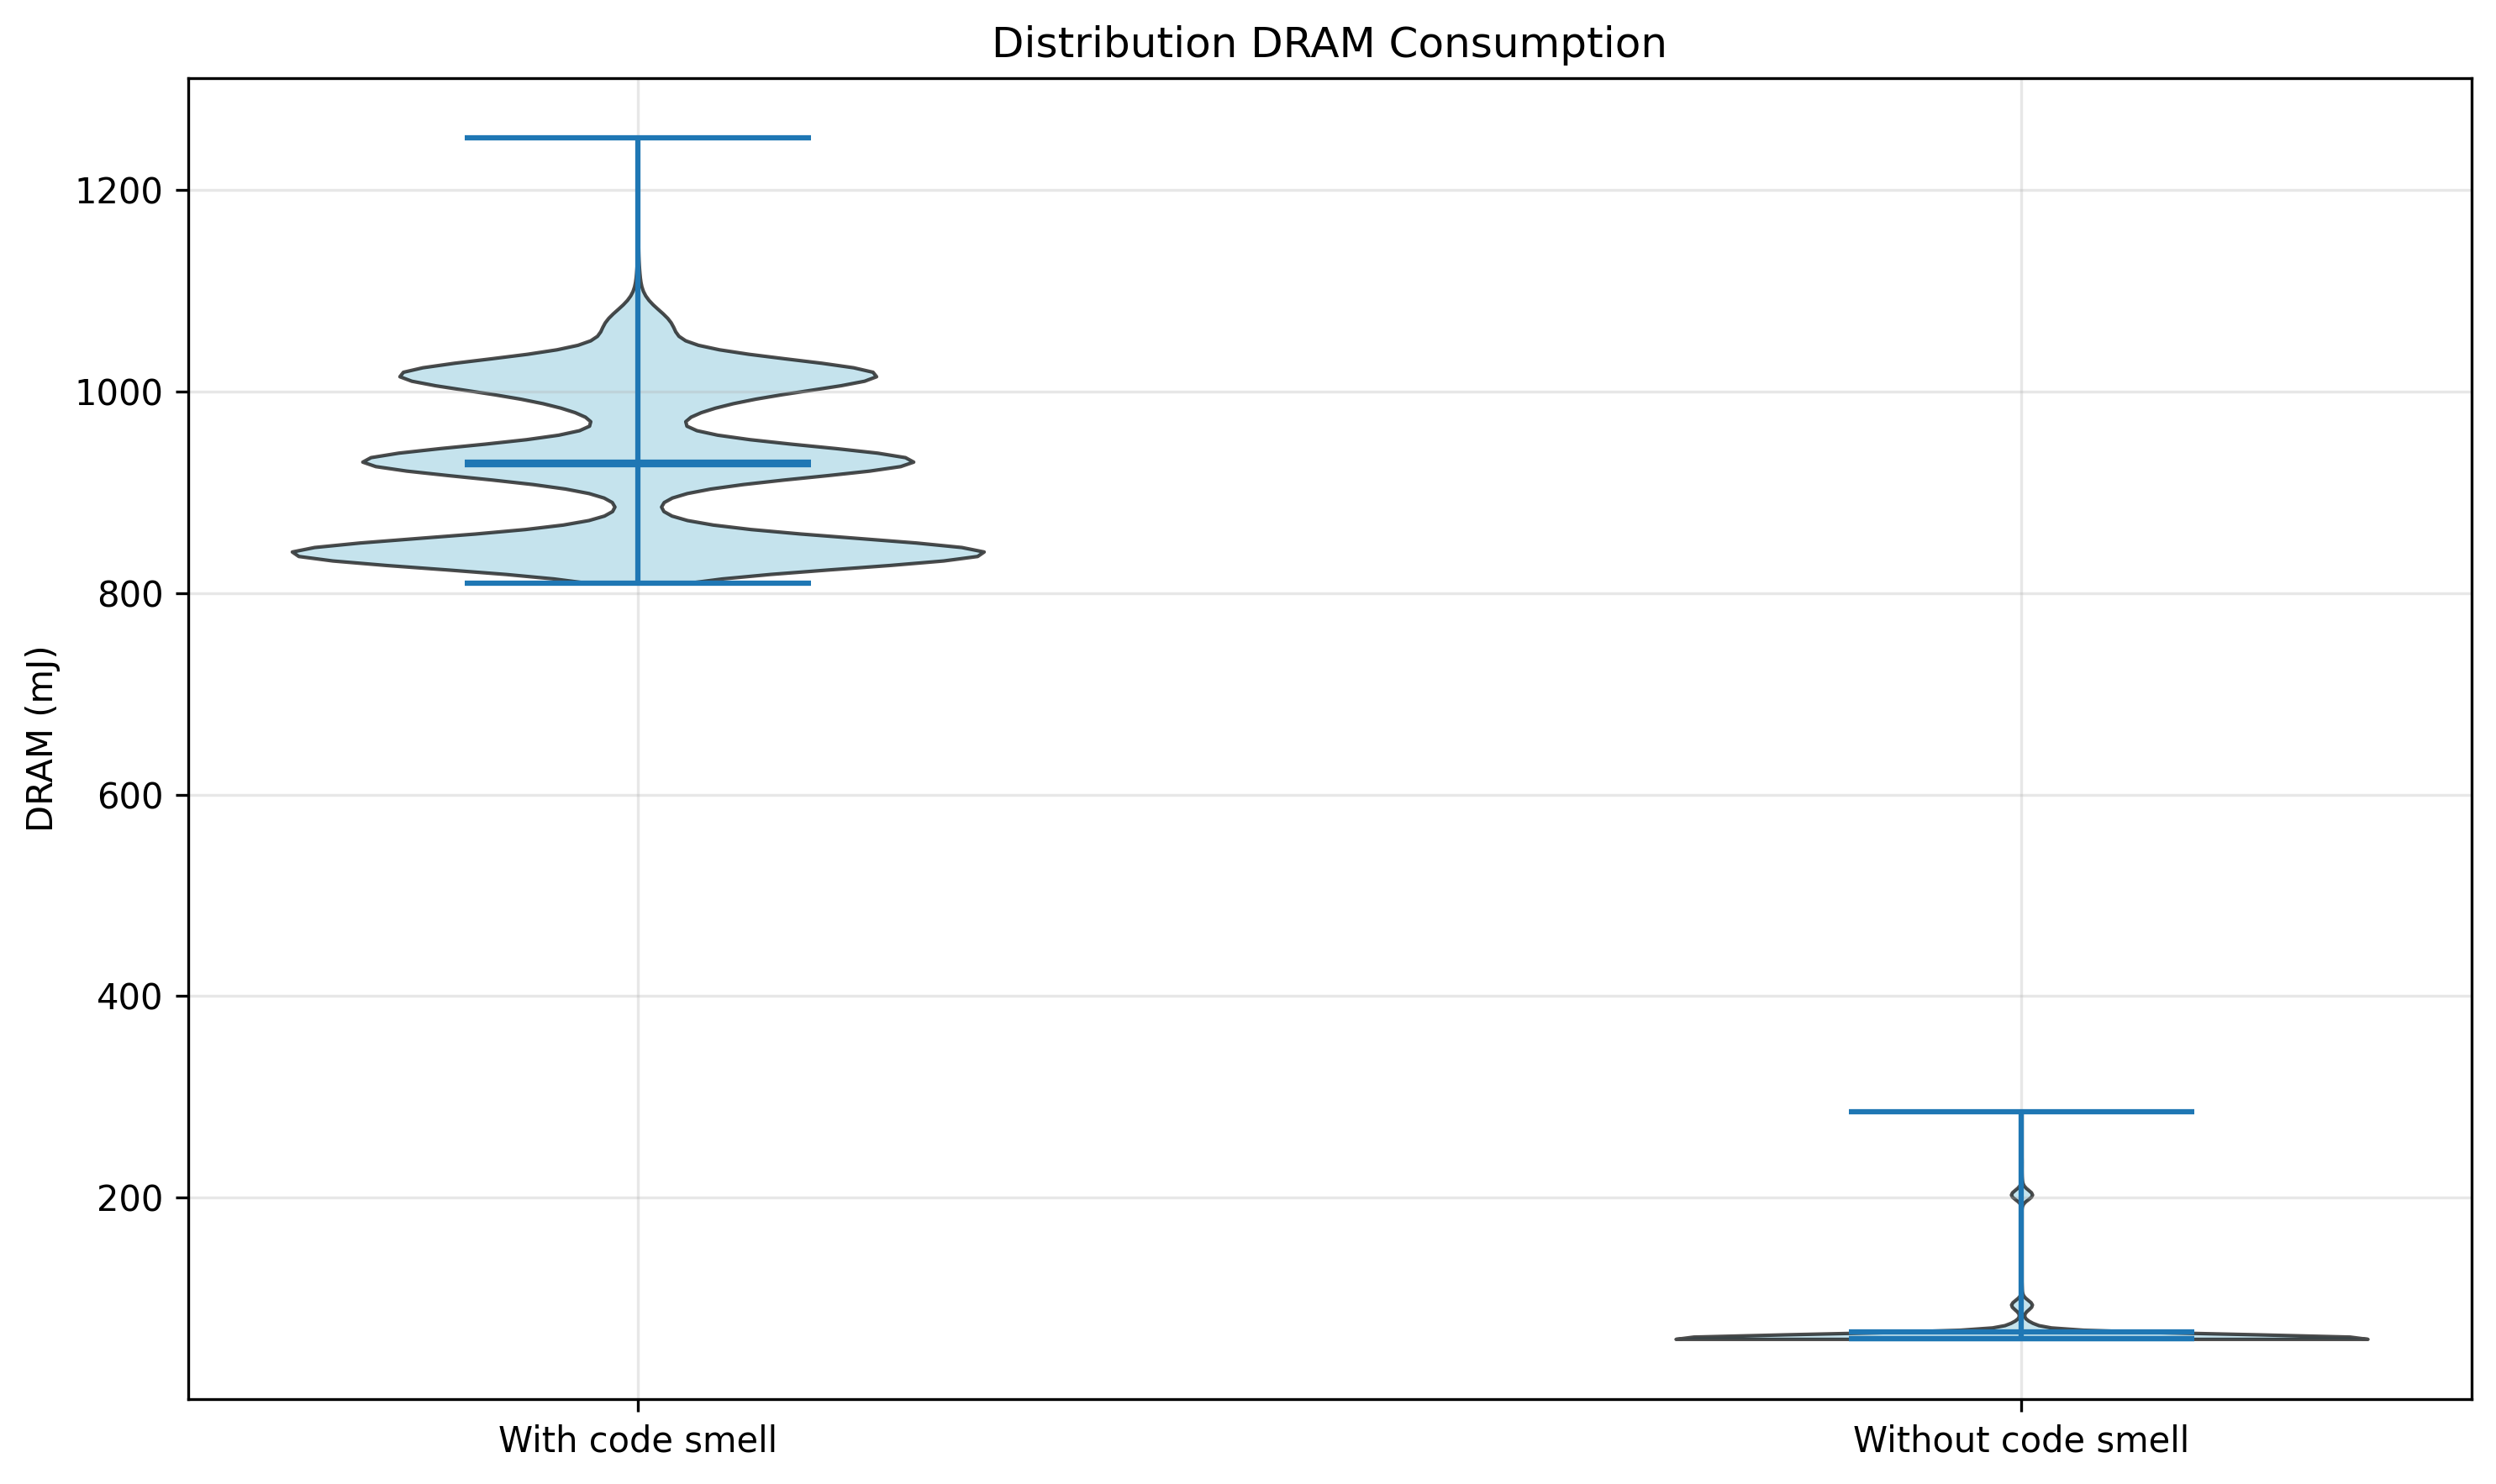 Distribution DRAM Consumption
DRAM (mJ)
1200
1000
800
600
400
200
With code smell
Without code smell